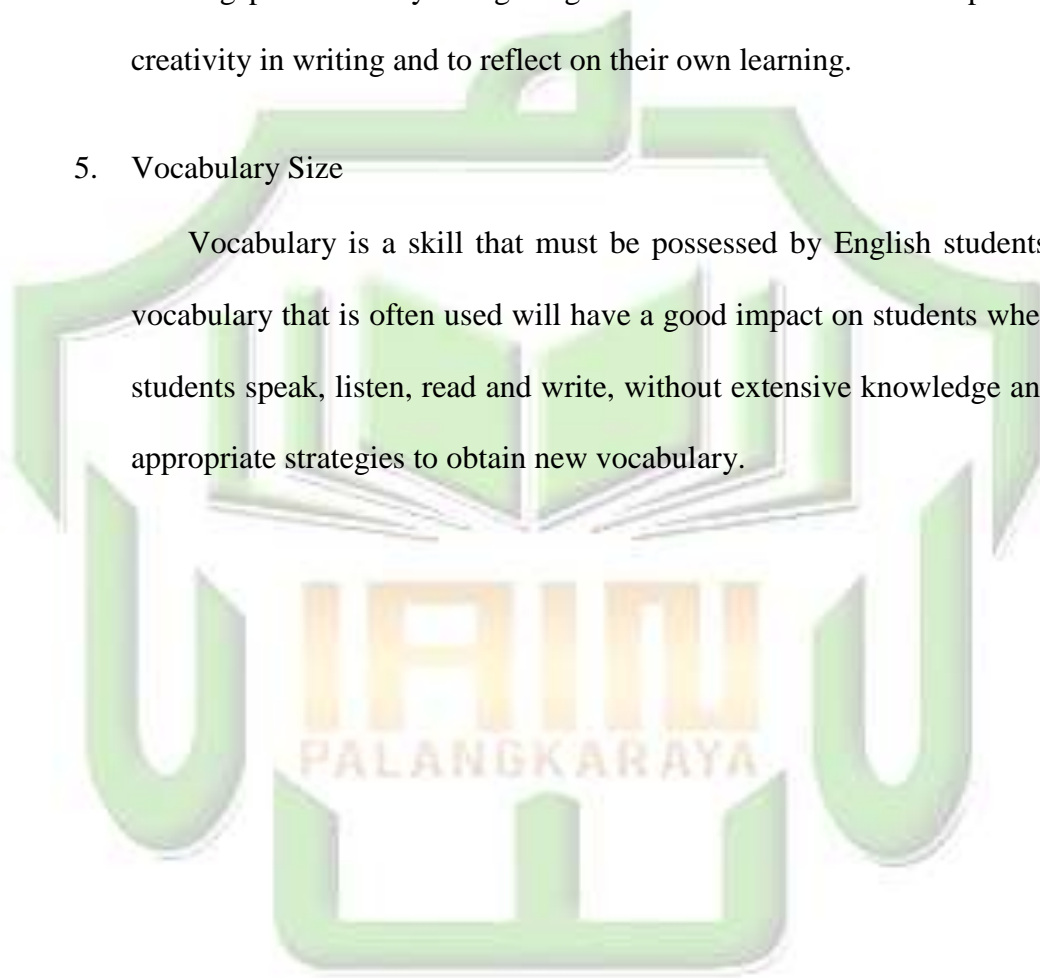 creativity in writing and to reflect on their own learning.
5. Vocabulary Size
Vocabulary is a skill that must be possessed by English students
vocabulary that is often used will have a good impact on students whe
students speak, listen, read and write, without extensive knowledge an
appropriate strategies to obtain new vocabulary.
IAIN
PALANGKARAYA